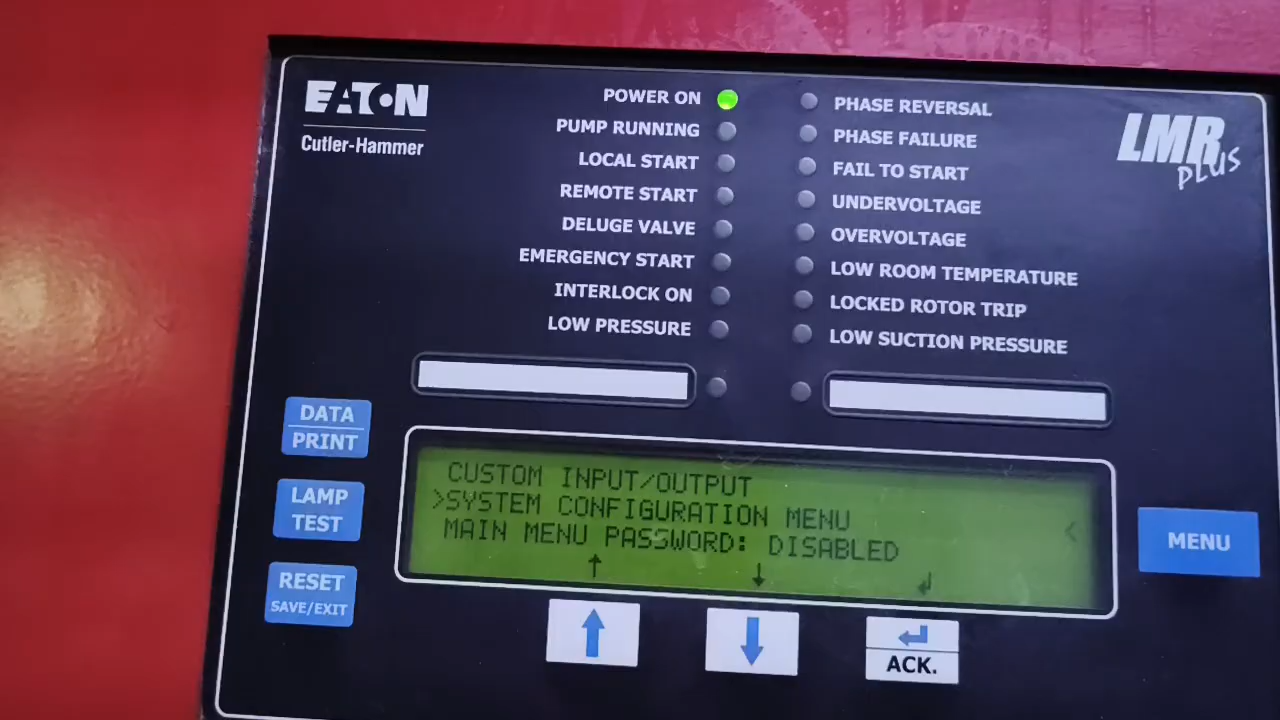 EATON
Cutler-Hammer
POWER ON
PUMP RUNNING
LOCAL START
REMOTE START
DELUGE VALVE
EMERGENCY START
INTERLOCK ON
LOW PRESSURE
PHASE REVERSAL
PHASE FAILURE
FAIL TO START
UNDERVOLTAGE
OVERVOLTAGE
LOW ROOM TEMPERATURE
LOCKED ROTOR TRIP
LOW SUCTION PRESSURE
LMR
PLUS
DATA
PRINT
LAMP
TEST
RESET
SAVE/EXIT
CUSTOM INPUT/OUTPUT
>SYSTEM CONFIGURATION MENU <
MAIN MENU PASSWORD: DISABLED
↑ ↓ ↲
MENU
ACK.